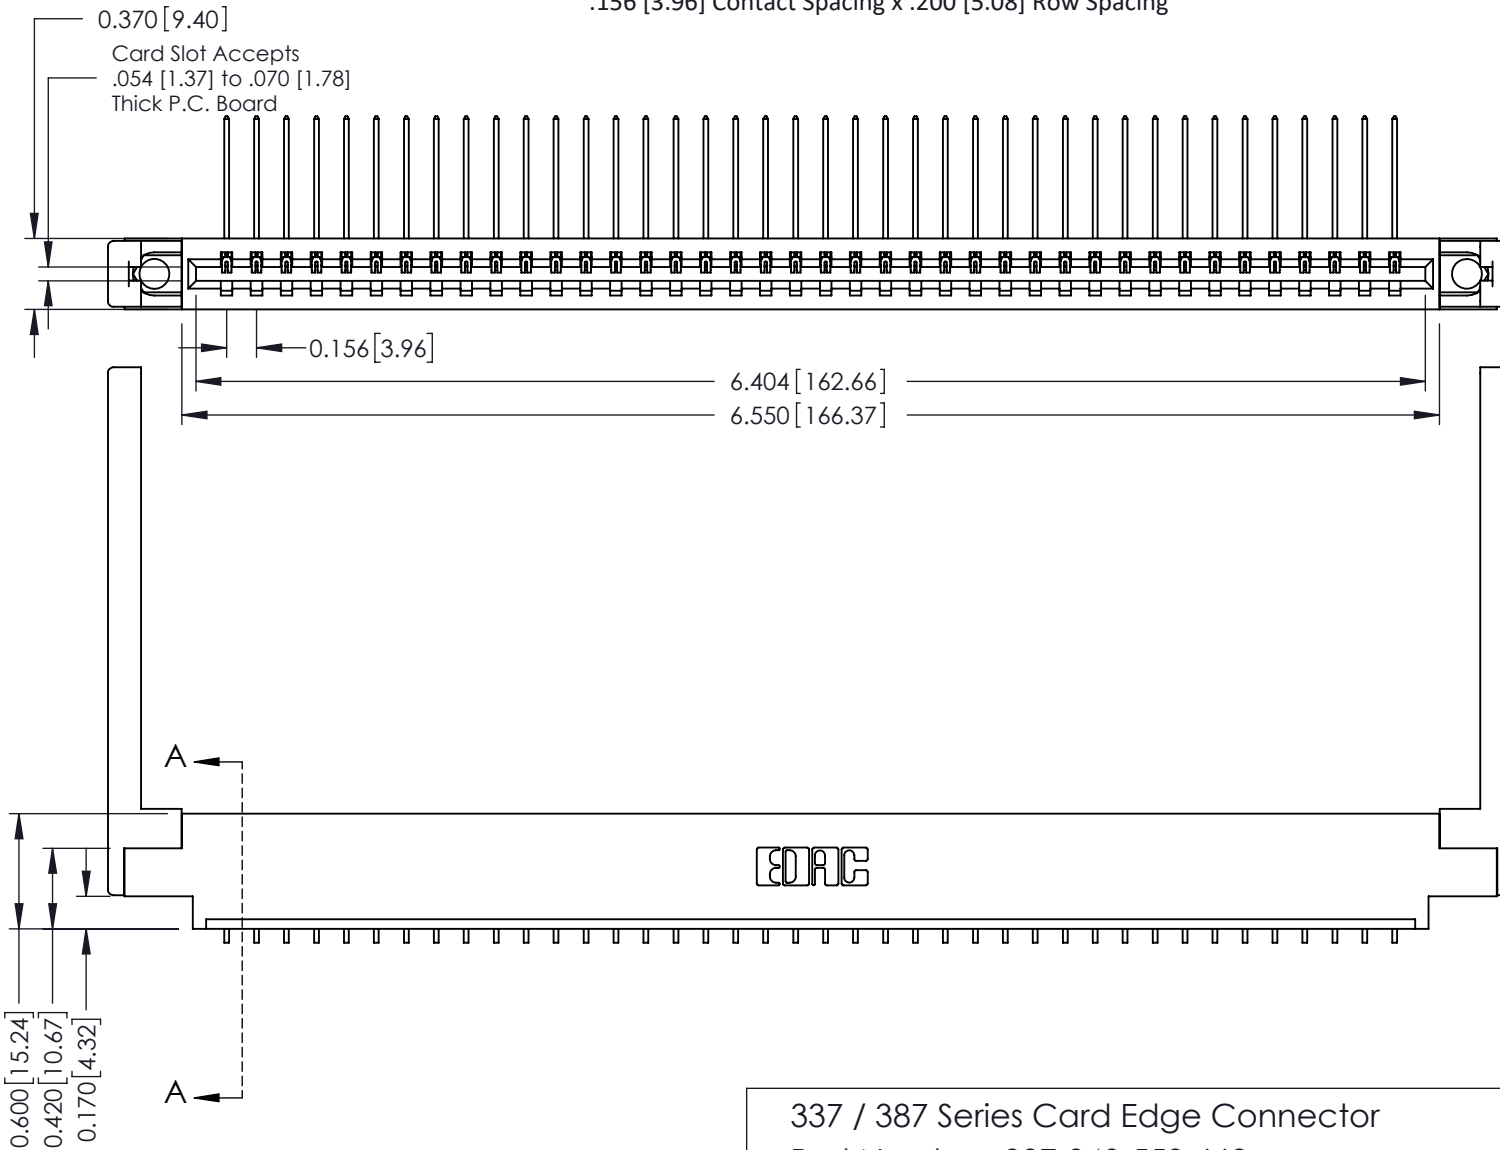 .156 [3.96] Contact Spacing x .200 [5.08] Row Spacing
0.370 [9.40]
Card Slot Accepts
.054 [1.37] to .070 [1.78]
Thick P.C. Board
0.156 [3.96]
6.404 [162.66]
6.550 [166.37]
A
EDAC
0.600 [15.24]
0.420 [10.67]
0.170 [4.32]
A
337 / 387 Series Card Edge Connector